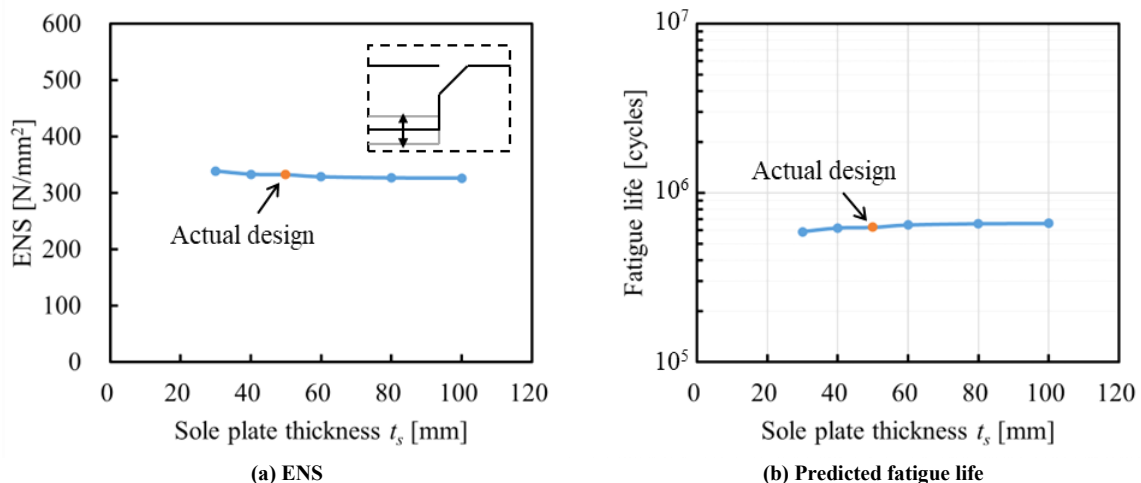 600
500
400
300
200
100
0
ENS [N/mm²]
Actual design
0 20 40 60 80 100 120
Sole plate thickness tₛ [mm]
(a) ENS
10⁷
10⁶
10⁵
Fatigue life [cycles]
Actual design
0 20 40 60 80 100 120
Sole plate thickness tₛ [mm]
(b) Predicted fatigue life